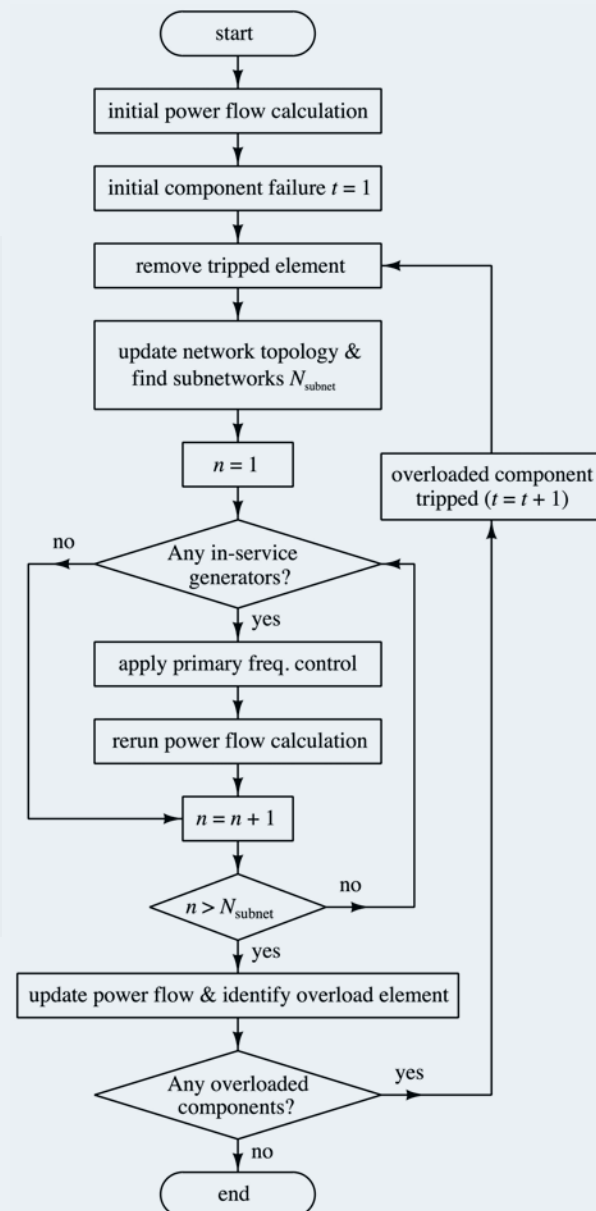 start
initial power flow calculation
initial component failure t = 1
remove tripped element
update network topology &
find subnetworks N_subnet
n = 1
overloaded component
tripped (t = t + 1)
no
Any in-service
generators?
yes
apply primary freq. control
rerun power flow calculation
n = n + 1
n > N_subnet
no
yes
update power flow & identify overload element
Any overloaded
components?
yes
no
end